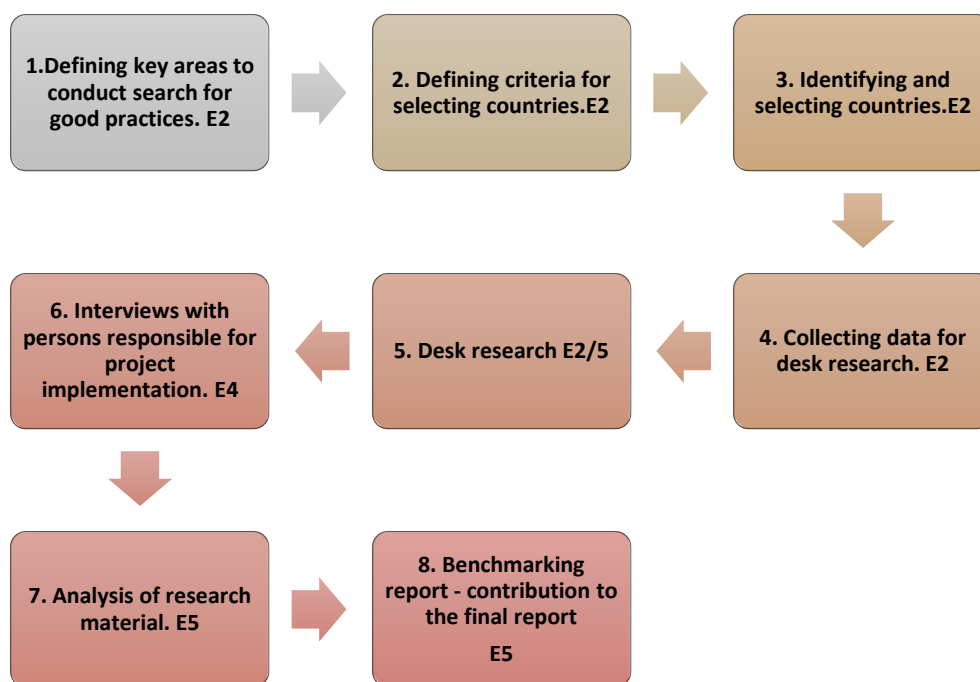 1.Defining key areas to
conduct search for
good practices. E2
2. Defining criteria for
selecting countries.E2
3. Identifying and
selecting countries.E2
4. Collecting data for
desk research. E2
5. Desk research E2/5
6. Interviews with
persons responsible for
project
implementation. E4
7. Analysis of research
material. E5
8. Benchmarking
report - contribution to
the final report
E5